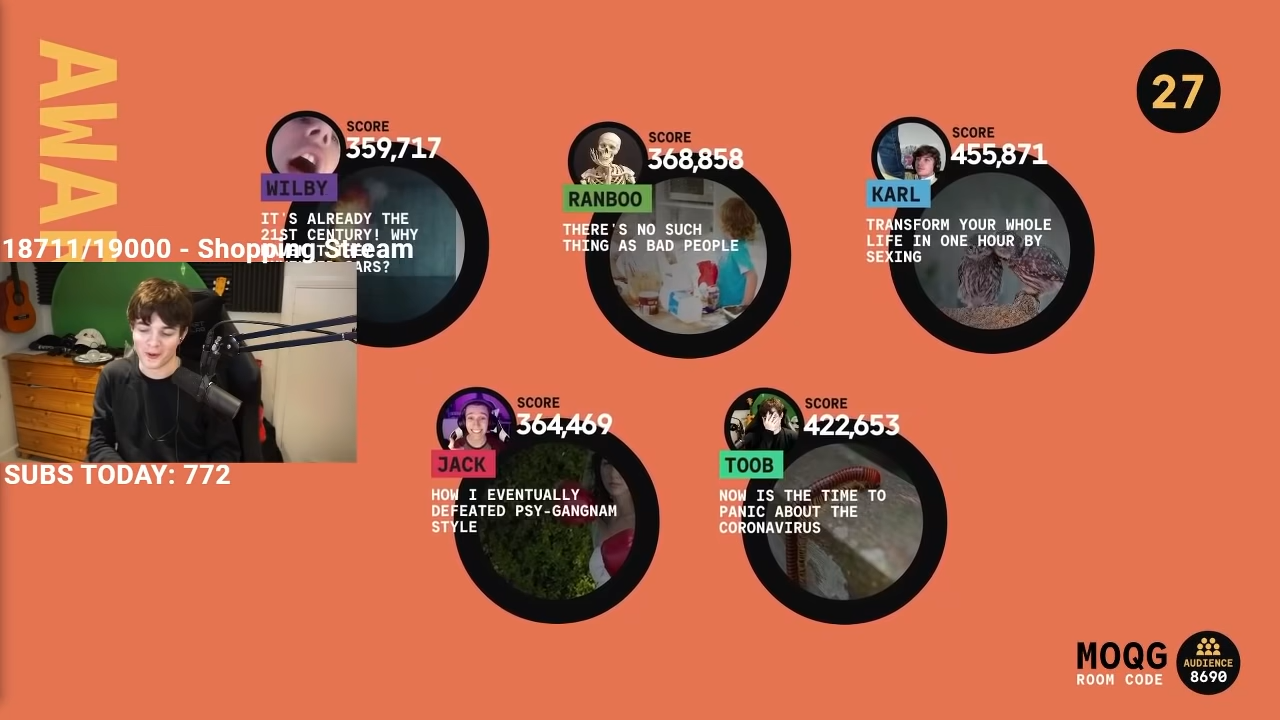 AWA
27
SCORE
359,717
WILBY
IT'S ALREADY THE
21ST CENTURY! WHY
ARS?
SCORE
368,858
RANBOO
THERE'S NO SUCH
THING AS BAD PEOPLE
SCORE
455,871
KARL
TRANSFORM YOUR WHOLE
LIFE IN ONE HOUR BY
SEXING
18711/19000 - Shopping Stream
SUBS TODAY: 772
SCORE
364,469
JACK
HOW I EVENTUALLY
DEFEATED PSY-GANGNAM
STYLE
SCORE
422,653
TOOB
NOW IS THE TIME TO
PANIC ABOUT THE
CORONAVIRUS
MOQG
ROOM CODE
AUDIENCE
8690